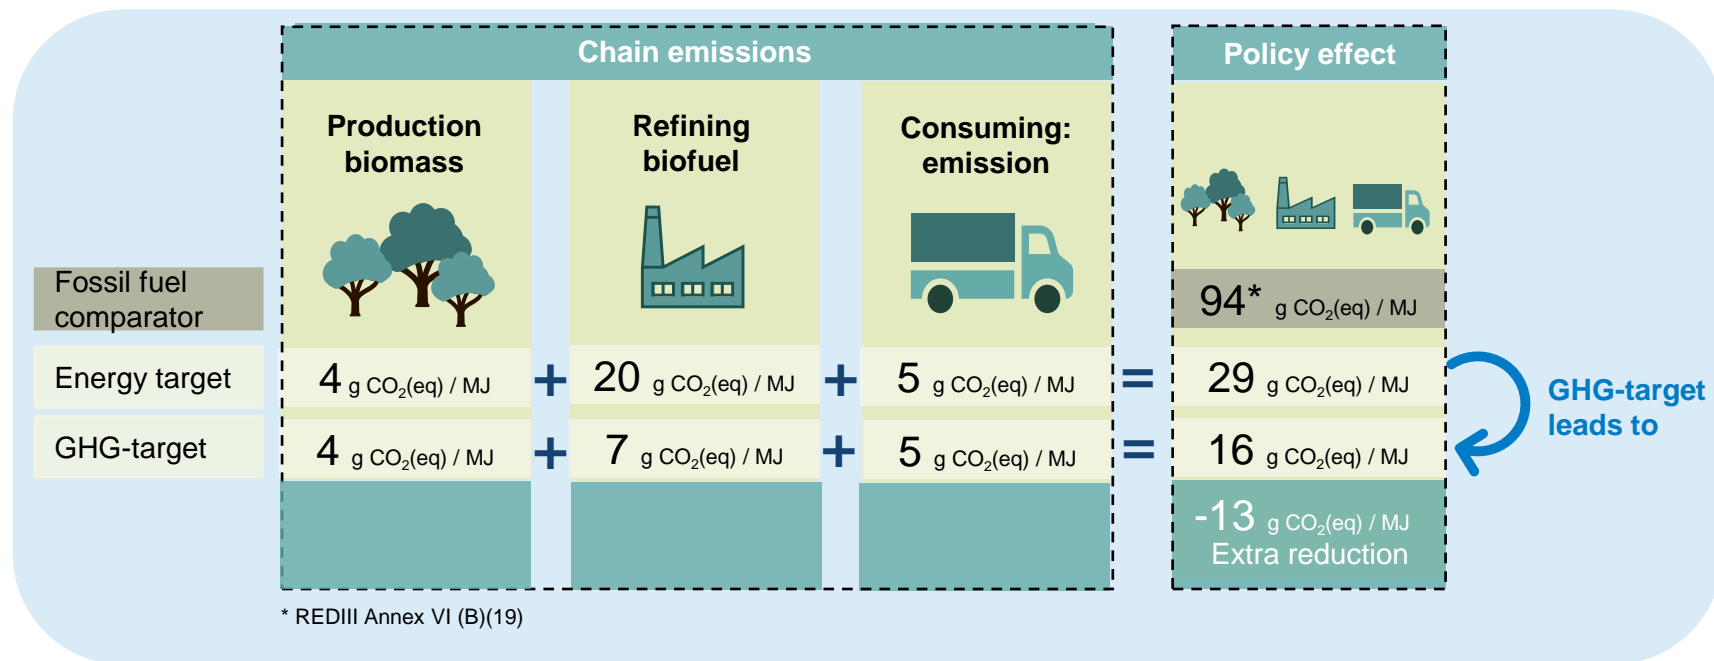 Chain emissions
Policy effect
Production
biomass
Refining
biofuel
Consuming:
emission
Fossil fuel
comparator
94* g CO₂(eq) / MJ
Energy target
4 g CO₂(eq) / MJ
+
20 g CO₂(eq) / MJ
+
5 g CO₂(eq) / MJ
=
29 g CO₂(eq) / MJ
GHG-target
4 g CO₂(eq) / MJ
+
7 g CO₂(eq) / MJ
+
5 g CO₂(eq) / MJ
=
16 g CO₂(eq) / MJ
GHG-target
leads to
-13 g CO₂(eq) / MJ
Extra reduction
* REDIII Annex VI (B)(19)